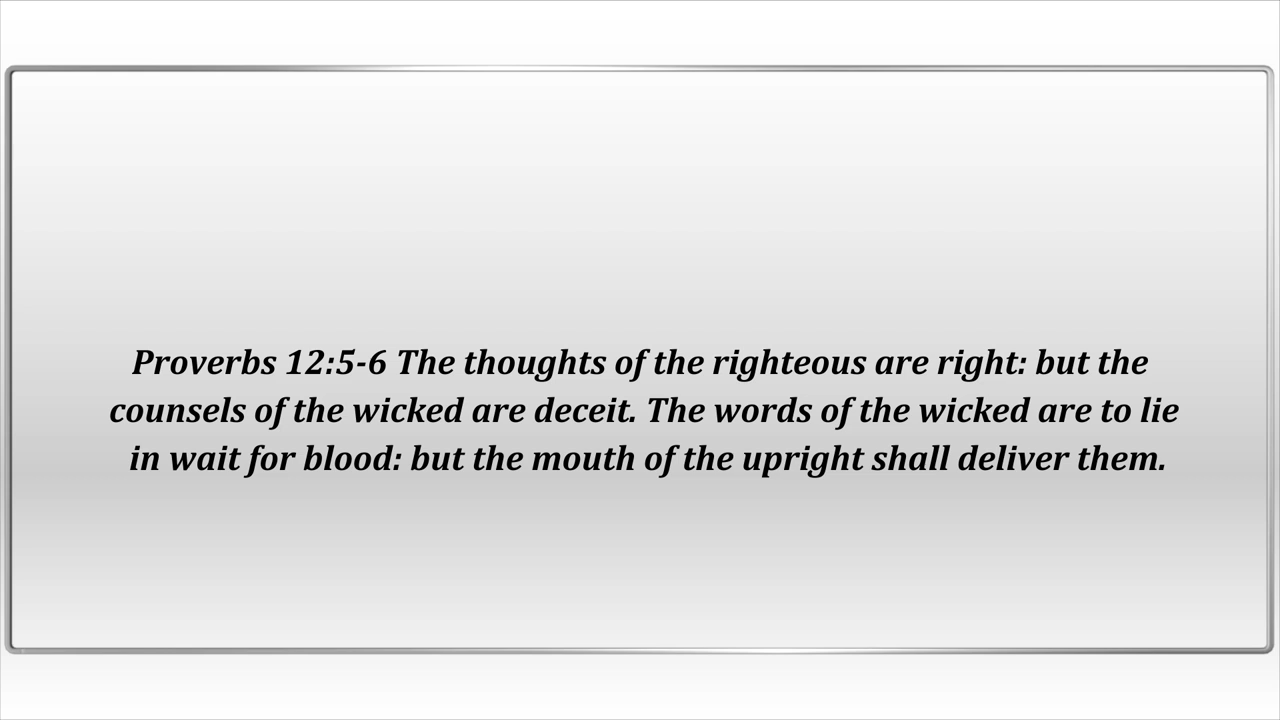 Proverbs 12:5-6 The thoughts of the righteous are right: but the
counsels of the wicked are deceit. The words of the wicked are to lie
in wait for blood: but the mouth of the upright shall deliver them.